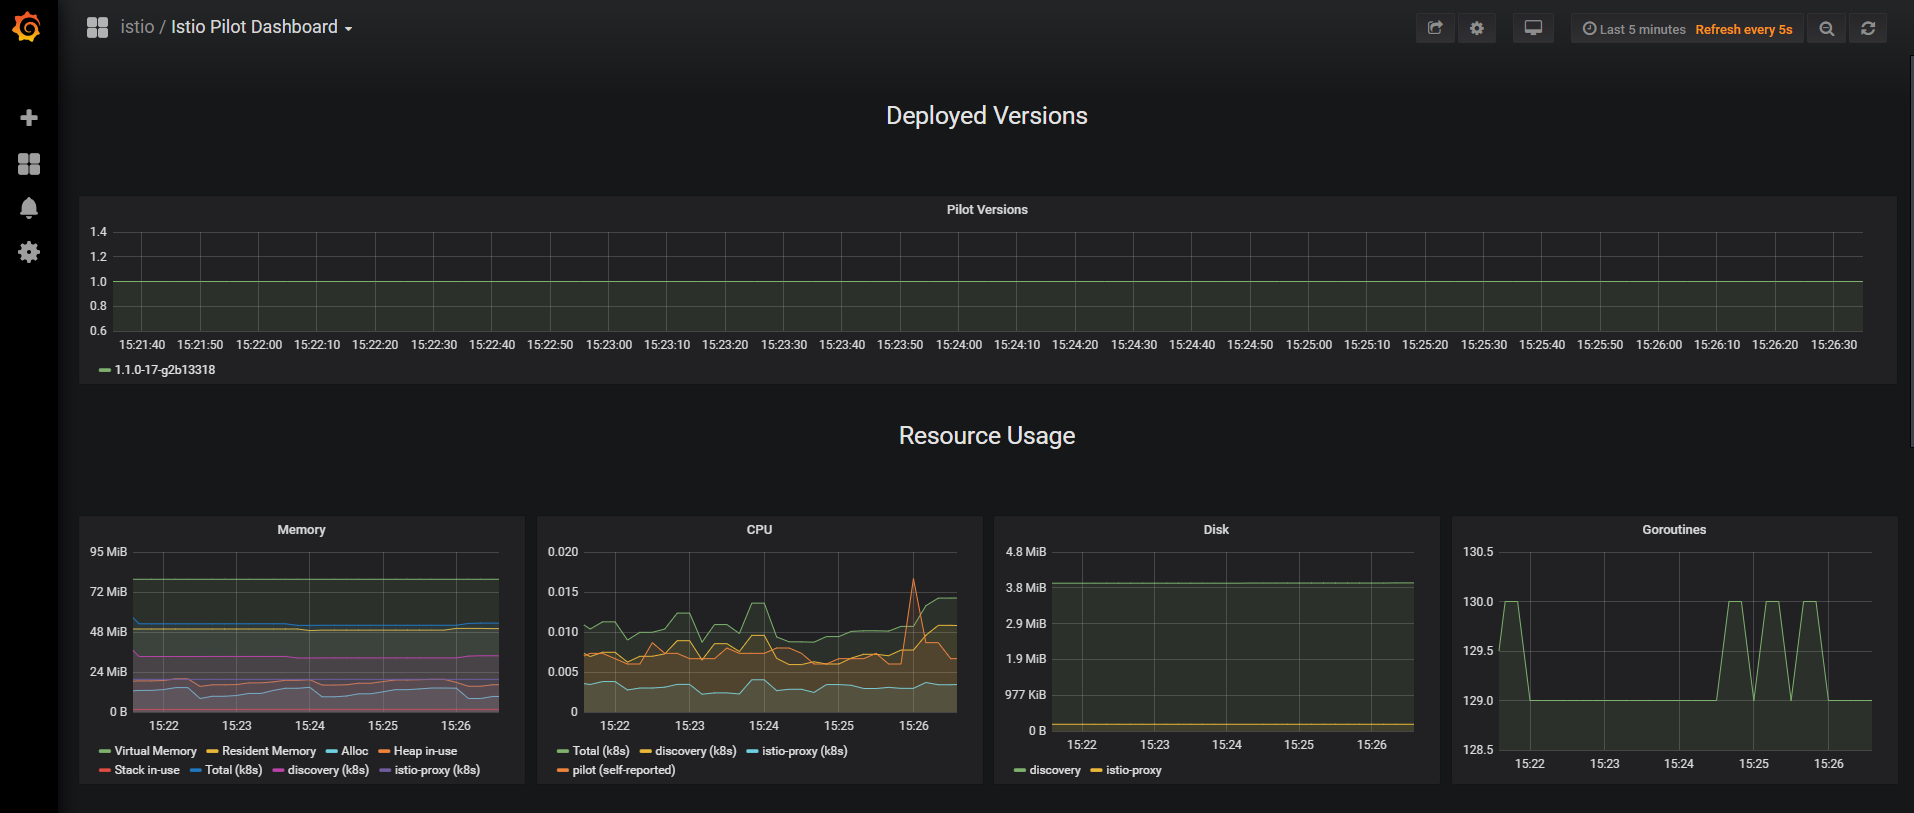 istio / Istio Pilot Dashboard
Last 5 minutes Refresh every 5s
Deployed Versions
Pilot Versions
1.4
1.2
1.0
0.8
0.6
15:21:40 15:21:50 15:22:00 15:22:10 15:22:20 15:22:30 15:22:40 15:22:50 15:23:00 15:23:10 15:23:20 15:23:30 15:23:40 15:23:50 15:24:00 15:24:10 15:24:20 15:24:30 15:24:40 15:24:50 15:25:00 15:25:10 15:25:20 15:25:30 15:25:40 15:25:50 15:26:00 15:26:10 15:26:20 15:26:30
1.1.0-17-g2b13318
Resource Usage
Memory
95 MiB
72 MiB
48 MiB
24 MiB
0 B
15:22 15:23 15:24 15:25 15:26
Virtual Memory Resident Memory Alloc Heap in-use
Stack in-use Total (k8s) discovery (k8s) istio-proxy (k8s)
CPU
0.020
0.015
0.010
0.005
0
15:22 15:23 15:24 15:25 15:26
Total (k8s) discovery (k8s) istio-proxy (k8s)
pilot (self-reported)
Disk
4.8 MiB
3.8 MiB
2.9 MiB
1.9 MiB
977 KiB
0 B
15:22 15:23 15:24 15:25 15:26
discovery istio-proxy
Goroutines
130.5
130.0
129.5
129.0
128.5
15:22 15:23 15:24 15:25 15:26